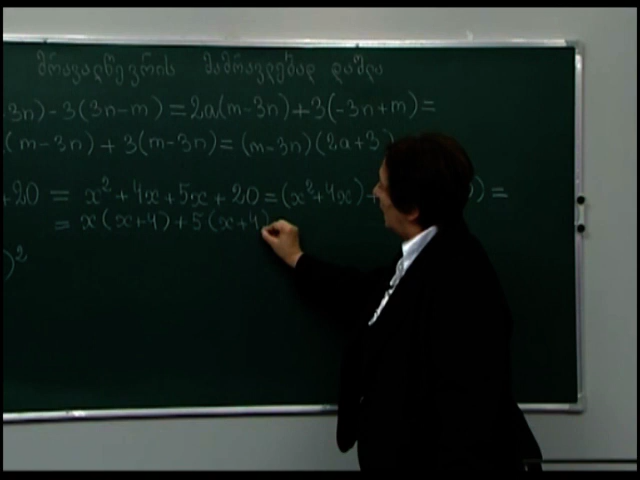 მრავალწევრის მამრავლებად დაშლა
3n) - 3(3n-m) = 2a(m-3n) + 3(-3n+m) =
(m-3n) + 3(m-3n) = (m-3n)(2a+3)
+20 = x² + 4x + 5x + 20 = (x²+4x) + ) =
= x(x+4) + 5(x+4)
)²